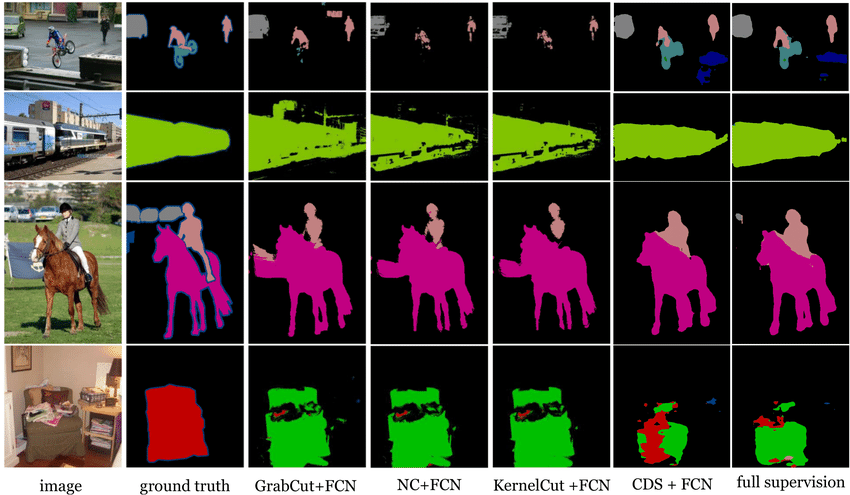 image ground truth GrabCut+FCN NC+FCN KernelCut +FCN CDS + FCN full supervision